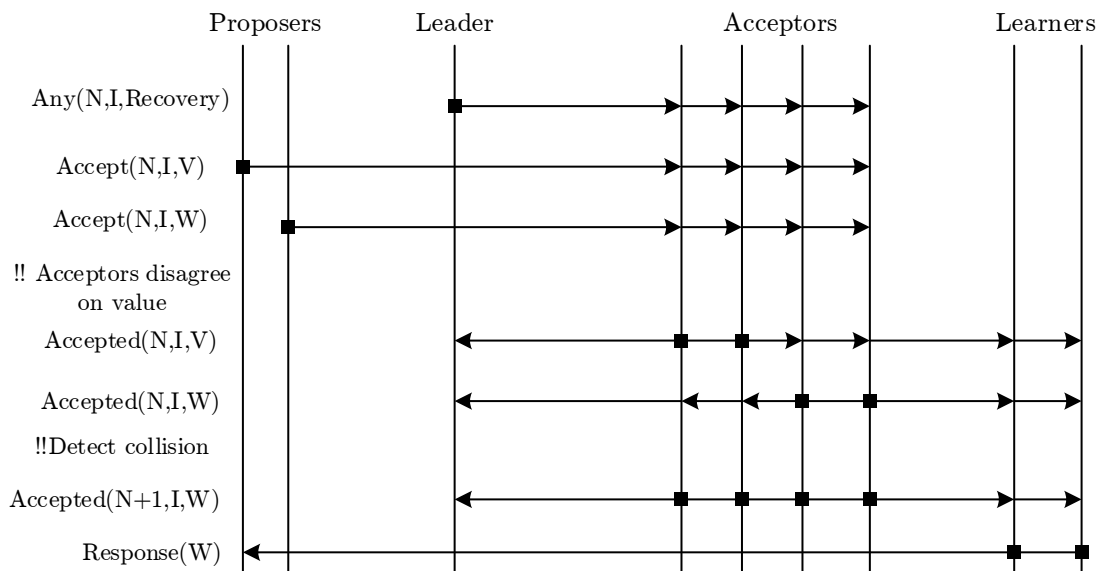 Proposers Leader Acceptors Learners
Any(N,I,Recovery)
Accept(N,I,V)
Accept(N,I,W)
!! Acceptors disagree
on value
Accepted(N,I,V)
Accepted(N,I,W)
!!Detect collision
Accepted(N+1,I,W)
Response(W)